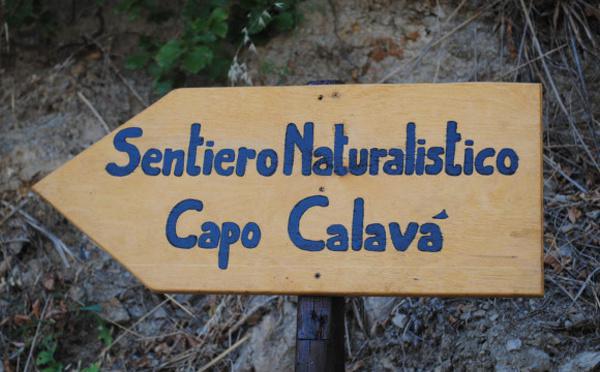 Sentiero Naturalistico
Capo Calavá